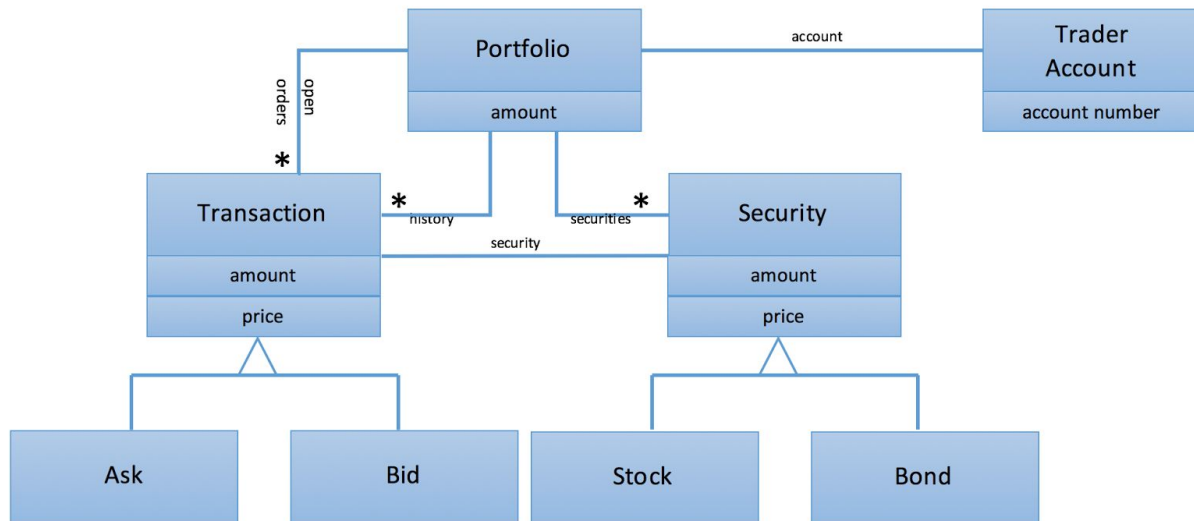 Portfolio
amount
account
Trader
Account
account number
open
orders
*
Transaction
amount
price
*
history
*
securities
security
Security
amount
price
Ask
Bid
Stock
Bond